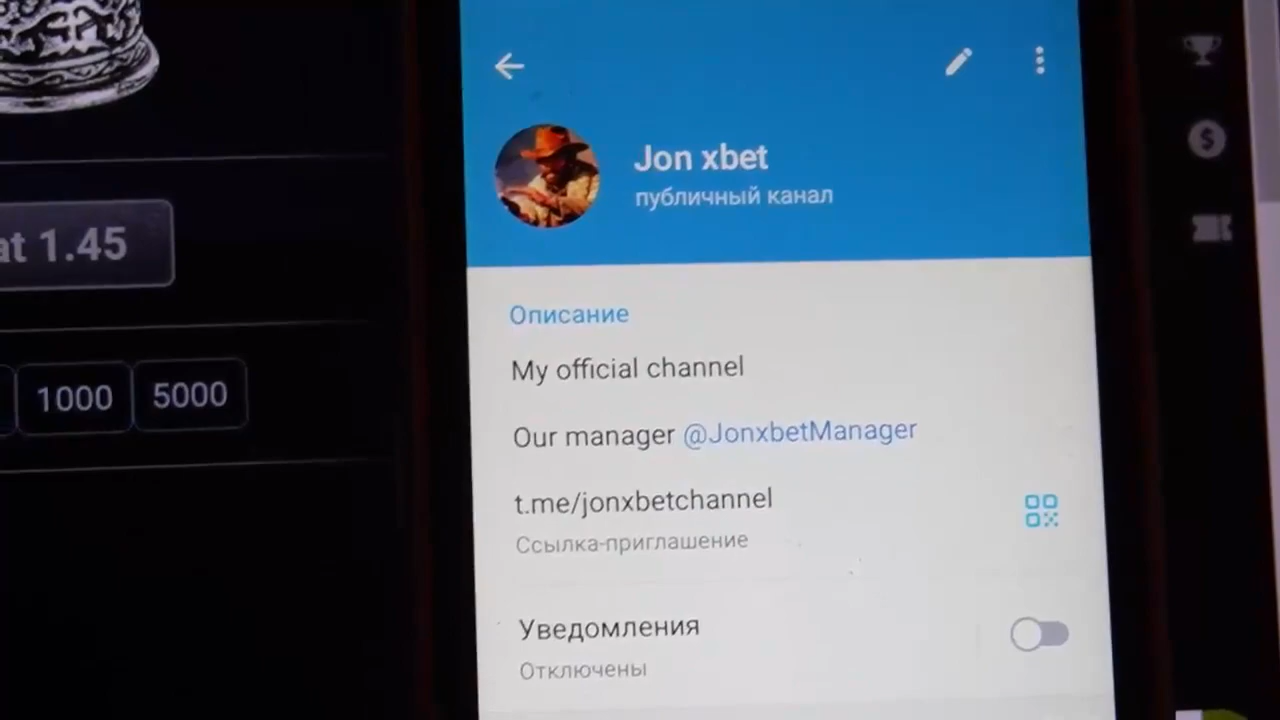 at 1.45
1000
5000
Jon xbet
публичный канал
Описание
My official channel
Our manager @JonxbetManager
t.me/jonxbetchannel
Ссылка-приглашение
Уведомления
Отключены